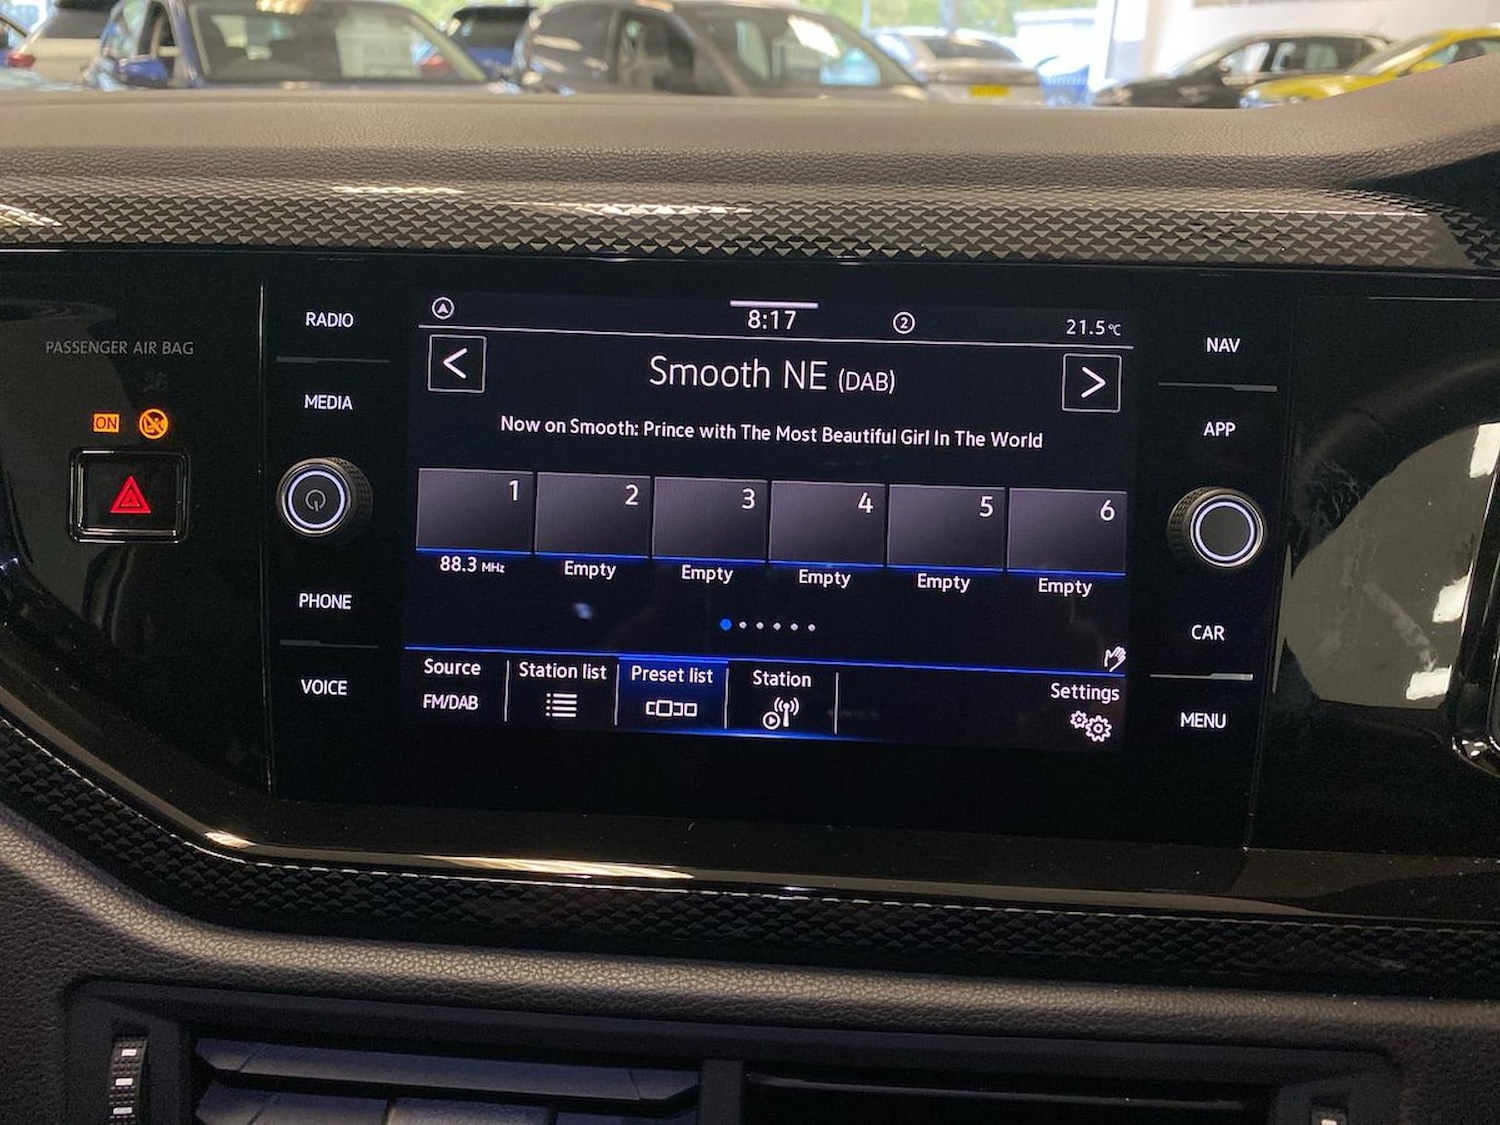 PASSENGER AIR BAG
ON
RADIO
MEDIA
PHONE
VOICE
8:17
2
21.5°C
<
Smooth NE (DAB)
>
Now on Smooth: Prince with The Most Beautiful Girl In The World
1 2 3 4 5 6
88.3 MHz Empty Empty Empty Empty Empty
Source Station list Preset list Station Settings
FM/DAB
NAV
APP
CAR
MENU